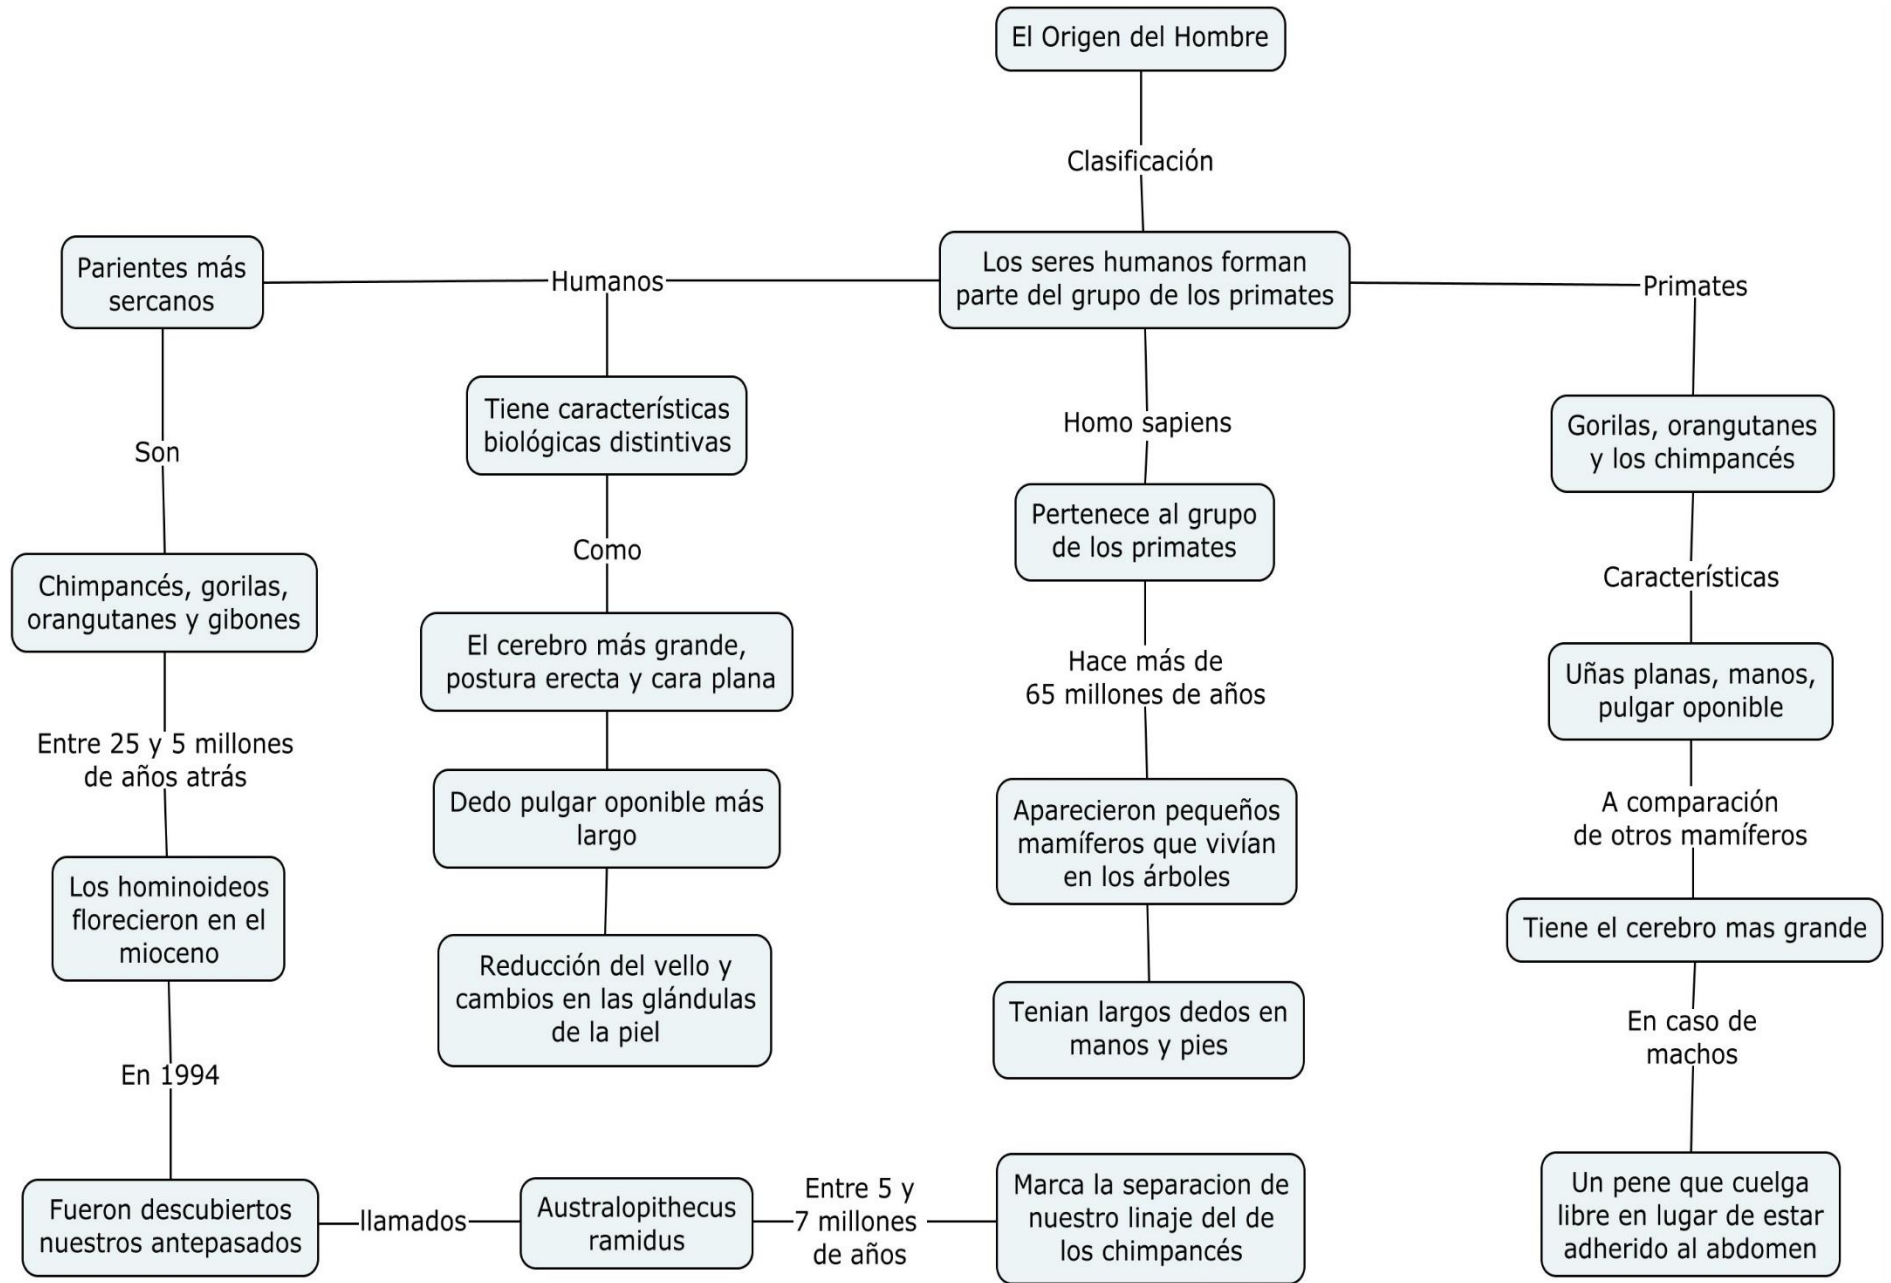 El Origen del Hombre
Clasificación
Los seres humanos forman
parte del grupo de los primates
Humanos
Parientes más
sercanos
Son
Chimpancés, gorilas,
orangutanes y gibones
Entre 25 y 5 millones
de años atrás
Los hominoideos
florecieron en el
mioceno
En 1994
Fueron descubiertos
nuestros antepasados
llamados
Australopithecus
ramidus
Entre 5 y
7 millones
de años
Marca la separacion de
nuestro linaje del de
los chimpancés
Tiene características
biológicas distintivas
Como
El cerebro más grande,
postura erecta y cara plana
Dedo pulgar oponible más
largo
Reducción del vello y
cambios en las glándulas
de la piel
Homo sapiens
Pertenece al grupo
de los primates
Hace más de
65 millones de años
Aparecieron pequeños
mamíferos que vivían
en los árboles
Tenian largos dedos en
manos y pies
Primates
Gorilas, orangutanes
y los chimpancés
Características
Uñas planas, manos,
pulgar oponible
A comparación
de otros mamíferos
Tiene el cerebro mas grande
En caso de
machos
Un pene que cuelga
libre en lugar de estar
adherido al abdomen